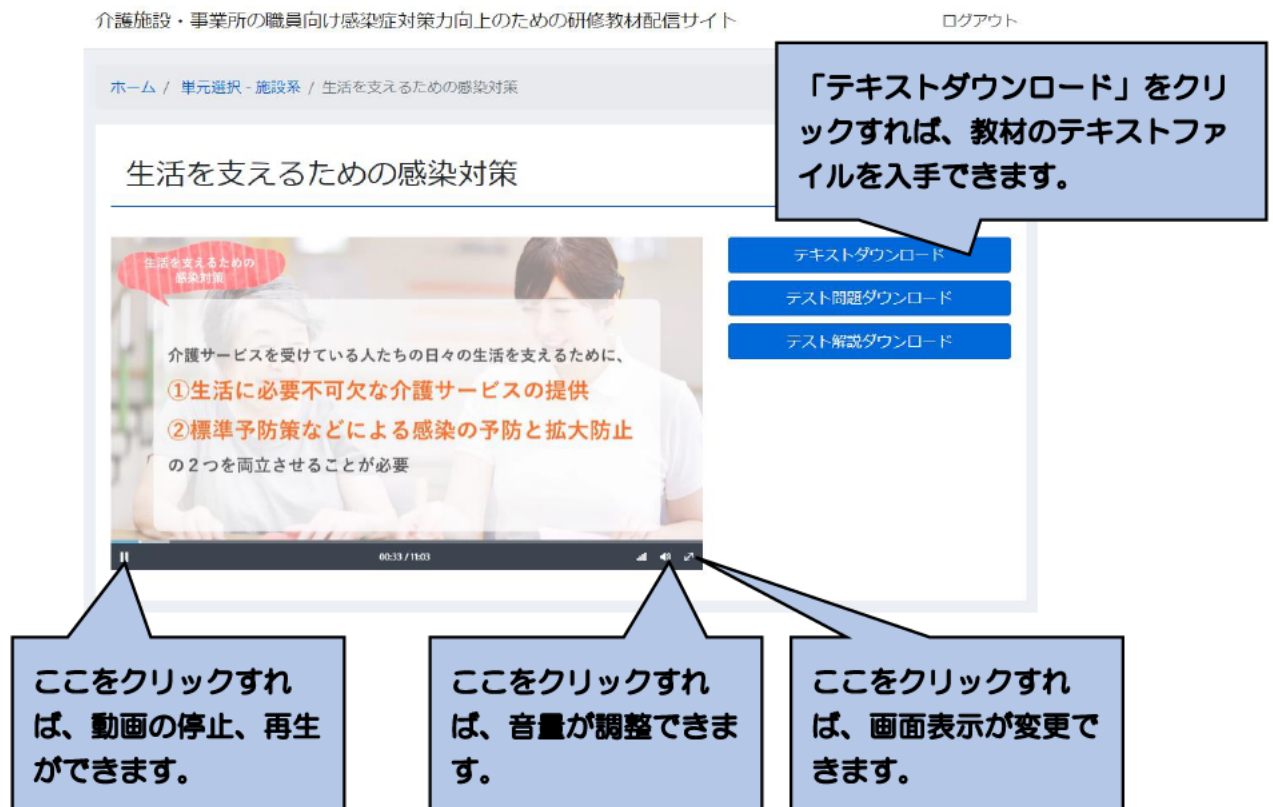 介護施設・事業所の職員向け感染症対策力向上のための研修教材配信サイト
ログアウト
ホーム / 単元選択 - 施設系 / 生活を支えるための感染対策
「テキストダウンロード」をクリ
ックすれば、教材のテキストファ
イルを入手できます。
生活を支えるための感染対策
生活を支えるための
感染対策
介護サービスを受けている人たちの日々の生活を支えるために、
①生活に必要不可欠な介護サービスの提供
②標準予防策などによる感染の予防と拡大防止
の2つを両立させることが必要
00:33 / 11:03
テキストダウンロード
テスト問題ダウンロード
テスト解説ダウンロード
ここをクリックすれ
ば、動画の停止、再生
ができます。
ここをクリックすれ
ば、音量が調整できま
す。
ここをクリックすれ
ば、画面表示が変更で
きます。